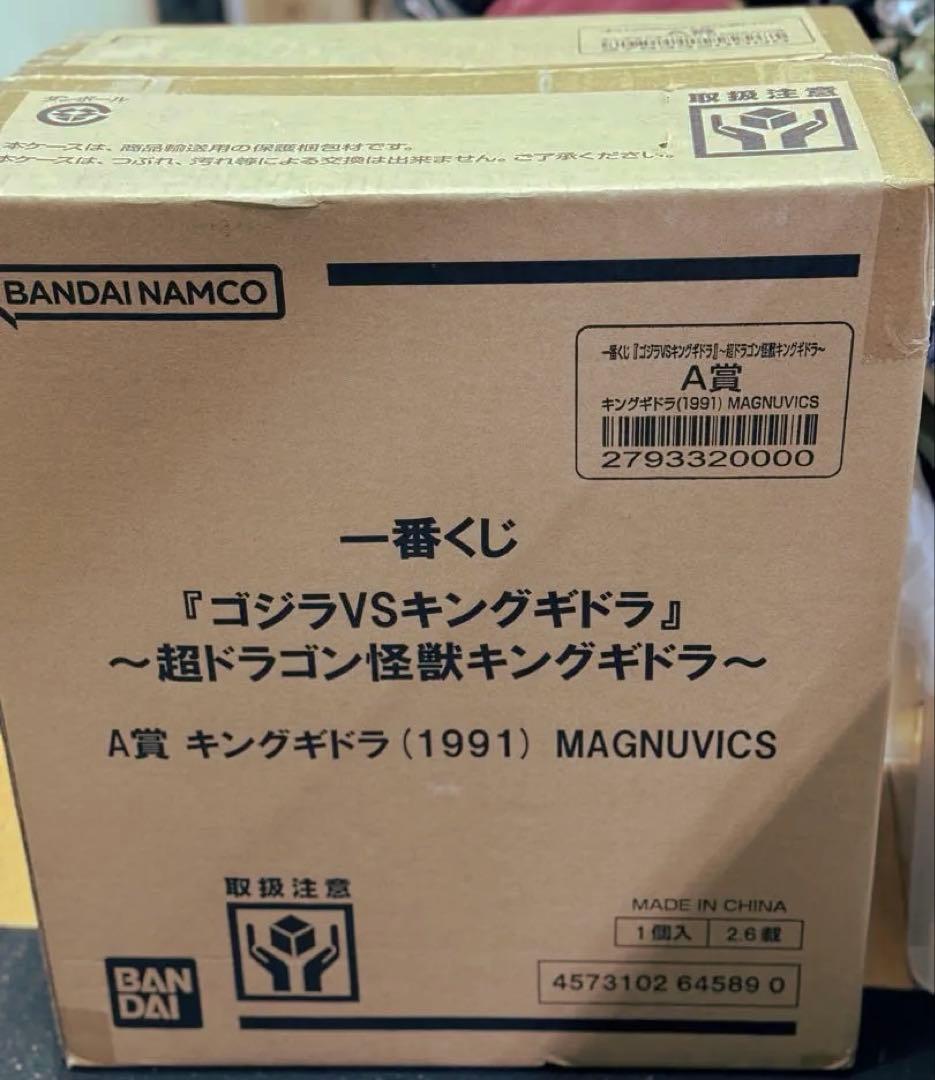 ダンボール
取扱注意
本ケースは、商品輸送用の保護梱包材です。
本ケースは、つぶれ、汚れ等による交換は出来ません。ご了承ください。
BANDAI NAMCO
一番くじ『ゴジラVSキングギドラ』～超ドラゴン怪獣キングギドラ～
A賞
キングギドラ(1991) MAGNUVICS
2793320000
一番くじ
『ゴジラVSキングギドラ』
～超ドラゴン怪獣キングギドラ～
A賞 キングギドラ(1991) MAGNUVICS
取扱注意
MADE IN CHINA
1個入 2.6載
4573102 64589 0
BAN
DAI